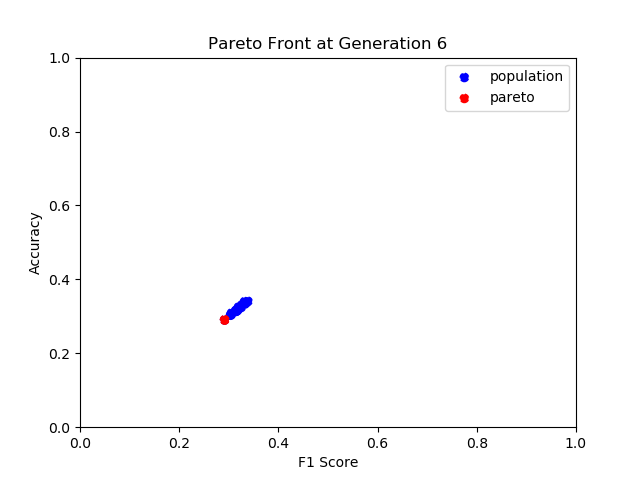 Pareto Front at Generation 6
population
pareto
Accuracy
1.0
0.8
0.6
0.4
0.2
0.0
0.0 0.2 0.4 0.6 0.8 1.0
F1 Score